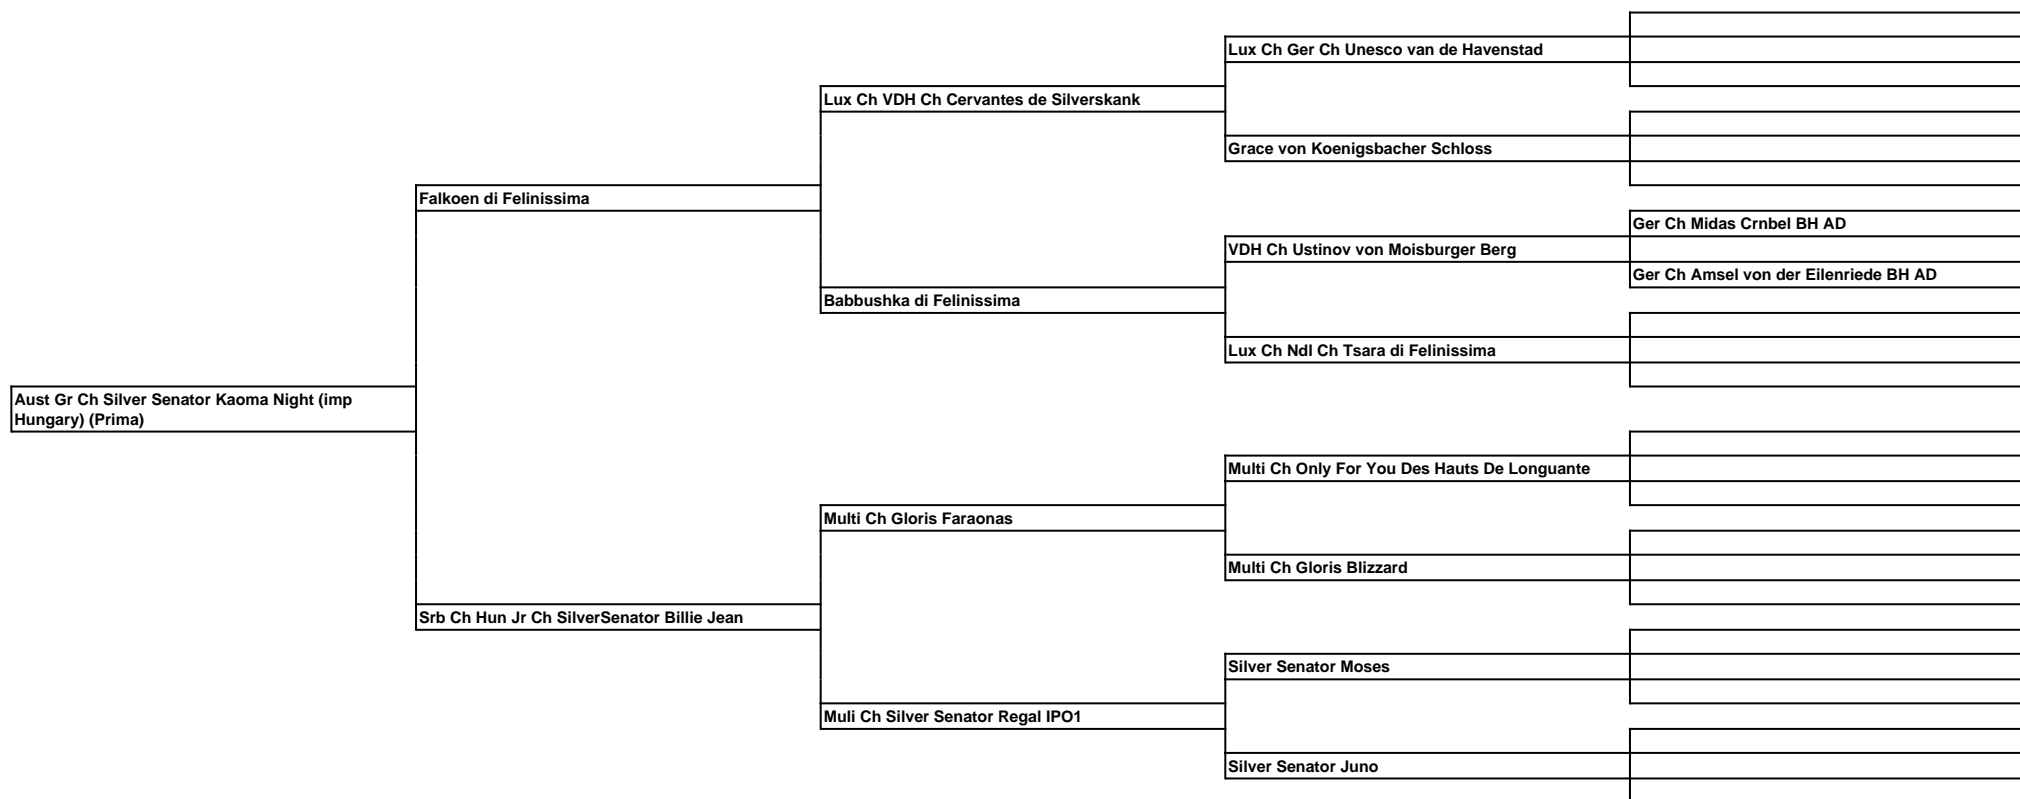 Lux Ch Ger Ch Unesco van de Havenstad
Lux Ch VDH Ch Cervantes de Silverskank
Grace von Koenigsbacher Schloss
Falkoen di Felinissima
Ger Ch Midas Crnbel BH AD
VDH Ch Ustinov von Moisburger Berg
Ger Ch Amsel von der Eilenriede BH AD
Babbushka di Felinissima
Lux Ch Ndl Ch Tsara di Felinissima
Aust Gr Ch Silver Senator Kaoma Night (imp
Hungary) (Prima)
Multi Ch Only For You Des Hauts De Longuante
Multi Ch Gloris Faraonas
Multi Ch Gloris Blizzard
Srb Ch Hun Jr Ch SilverSenator Billie Jean
Silver Senator Moses
Muli Ch Silver Senator Regal IPO1
Silver Senator Juno